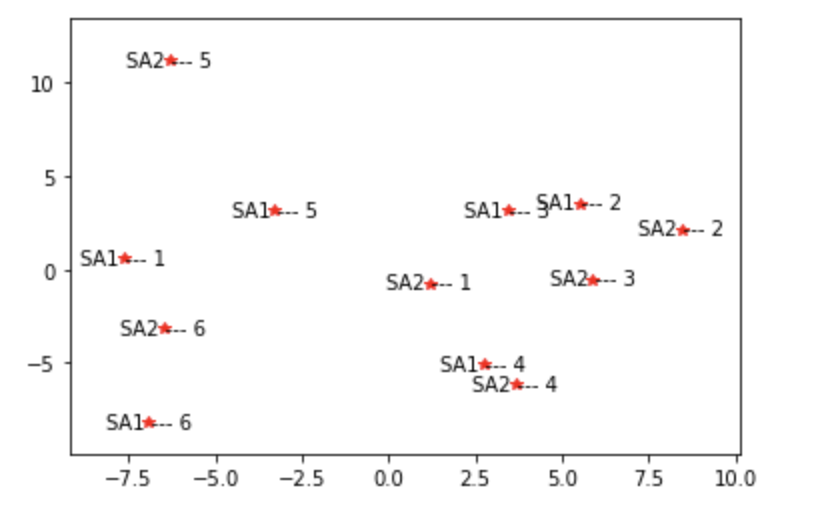 SA2--- 5
10
5
SA1--- 5
SA1--- 3
SA1--- 2
SA2--- 2
SA1--- 1
0
SA2--- 1
SA2--- 3
SA2--- 6
−5
SA1--- 4
SA2--- 4
SA1--- 6
−7.5 −5.0 −2.5 0.0 2.5 5.0 7.5 10.0